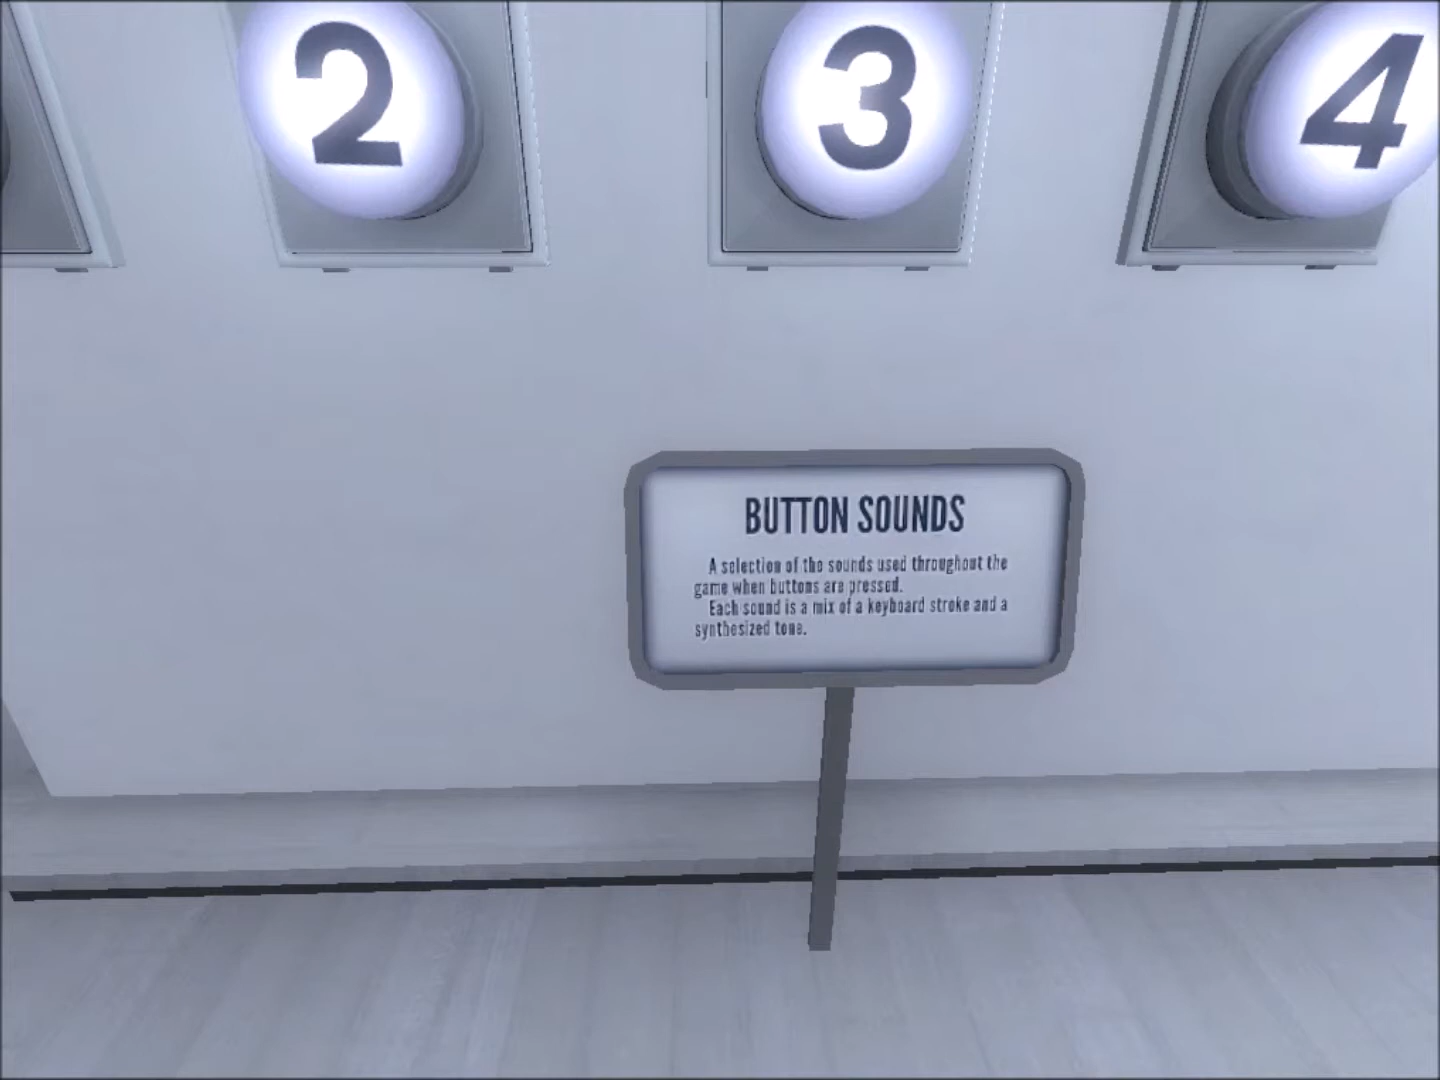 2
3
4
BUTTON SOUNDS
A selection of the sounds used throughout the
game when buttons are pressed.
Each sound is a mix of a keyboard stroke and a
synthesized tone.